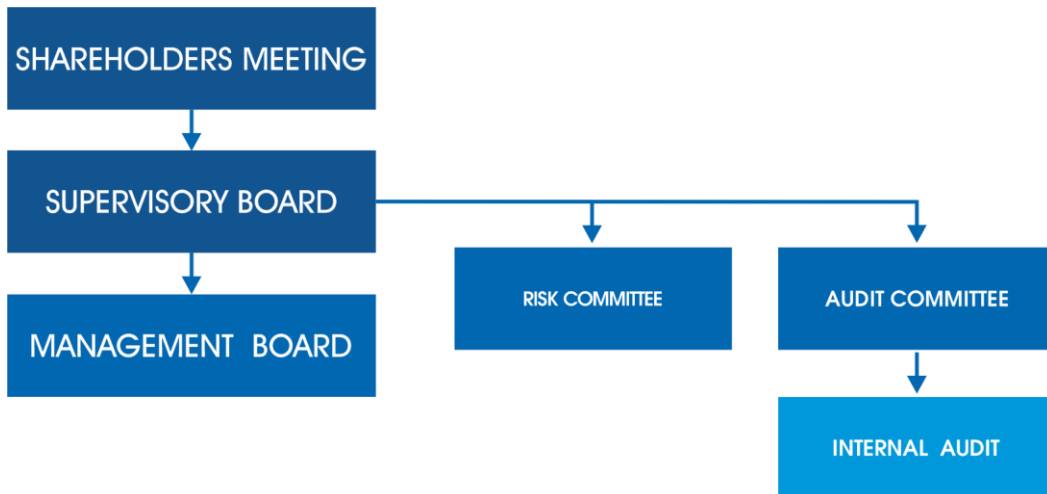 SHAREHOLDERS MEETING
SUPERVISORY BOARD
RISK COMMITTEE
AUDIT COMMITTEE
MANAGEMENT BOARD
INTERNAL AUDIT